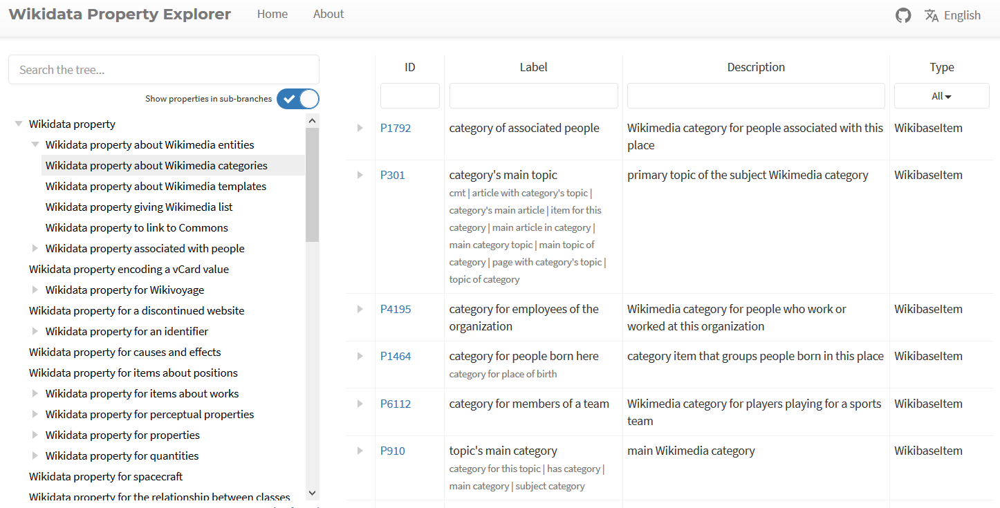 Wikidata Property Explorer
Home
About
English
Search the tree...
Show properties in sub-branches
Wikidata property
Wikidata property about Wikimedia entities
Wikidata property about Wikimedia categories
Wikidata property about Wikimedia templates
Wikidata property giving Wikimedia list
Wikidata property to link to Commons
Wikidata property associated with people
Wikidata property encoding a vCard value
Wikidata property for Wikivoyage
Wikidata property for a discontinued website
Wikidata property for an identifier
Wikidata property for causes and effects
Wikidata property for items about positions
Wikidata property for items about works
Wikidata property for perceptual properties
Wikidata property for properties
Wikidata property for quantities
Wikidata property for spacecraft
Wikidata property for the relationship between classes
ID
Label
Description
Type
All
P1792
category of associated people
Wikimedia category for people associated with this
place
WikibaseItem
P301
category's main topic
cmt | article with category's topic |
category's main article | item for this
category | main article in category |
main category topic | main topic of
category | page with category's topic |
topic of category
primary topic of the subject Wikimedia category
WikibaseItem
P4195
category for employees of the
organization
Wikimedia category for people who work or
worked at this organization
WikibaseItem
P1464
category for people born here
category for place of birth
category item that groups people born in this place
WikibaseItem
P6112
category for members of a team
Wikimedia category for players playing for a sports
team
WikibaseItem
P910
topic's main category
category for this topic | has category |
main category | subject category
main Wikimedia category
WikibaseItem